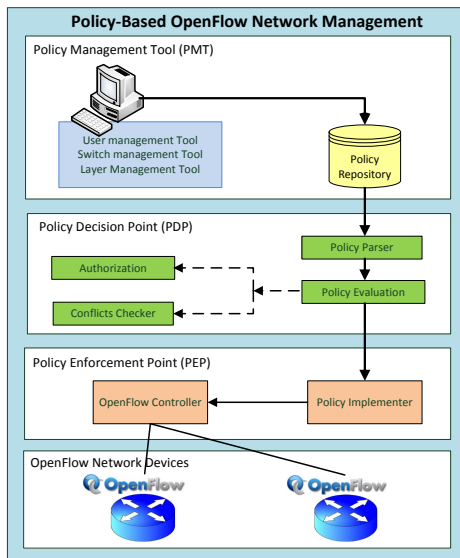 Policy-Based OpenFlow Network Management
Policy Management Tool (PMT)
User management Tool
Switch management Tool
Layer Management Tool
Policy
Repository
Policy Decision Point (PDP)
Policy Parser
Authorization
Policy Evaluation
Conflicts Checker
Policy Enforcement Point (PEP)
OpenFlow Controller
Policy Implementer
OpenFlow Network Devices
OpenFlow
OpenFlow